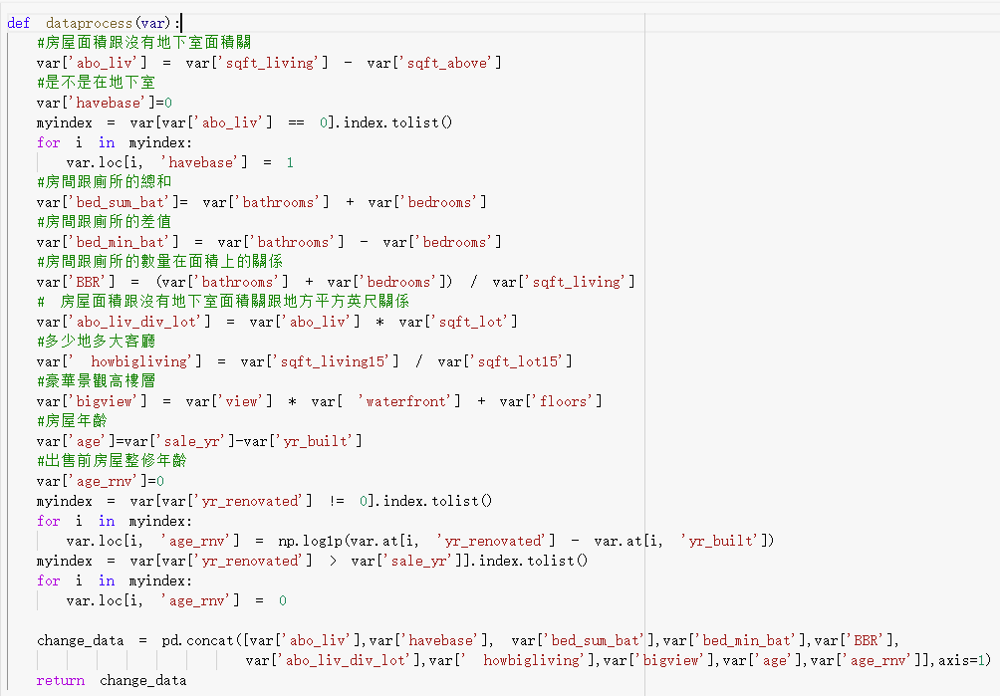 def dataprocess(var):
#房屋面積跟沒有地下室面積關
var['abo_liv'] = var['sqft_living'] - var['sqft_above']
#是不是在地下室
var['havebase']=0
myindex = var[var['abo_liv'] == 0].index.tolist()
for i in myindex:
var.loc[i, 'havebase'] = 1
#房間跟廁所的總和
var['bed_sum_bat']= var['bathrooms'] + var['bedrooms']
#房間跟廁所的差值
var['bed_min_bat'] = var['bathrooms'] - var['bedrooms']
#房間跟廁所的數量在面積上的關係
var['BBR'] = (var['bathrooms'] + var['bedrooms']) / var['sqft_living']
# 房屋面積跟沒有地下室面積關跟地方平方英尺關係
var['abo_liv_div_lot'] = var['abo_liv'] * var['sqft_lot']
#多少地多大客廳
var[' howbigliving'] = var['sqft_living15'] / var['sqft_lot15']
#豪華景觀高樓層
var['bigview'] = var['view'] * var[ 'waterfront'] + var['floors']
#房屋年齡
var['age']=var['sale_yr']-var['yr_built']
#出售前房屋整修年齡
var['age_rnv']=0
myindex = var[var['yr_renovated'] != 0].index.tolist()
for i in myindex:
var.loc[i, 'age_rnv'] = np.log1p(var.at[i, 'yr_renovated'] - var.at[i, 'yr_built'])
myindex = var[var['yr_renovated'] > var['sale_yr']].index.tolist()
for i in myindex:
var.loc[i, 'age_rnv'] = 0
change_data = pd.concat([var['abo_liv'],var['havebase'], var['bed_sum_bat'],var['bed_min_bat'],var['BBR'],
var['abo_liv_div_lot'],var[' howbigliving'],var['bigview'],var['age'],var['age_rnv']],axis=1)
return change_data